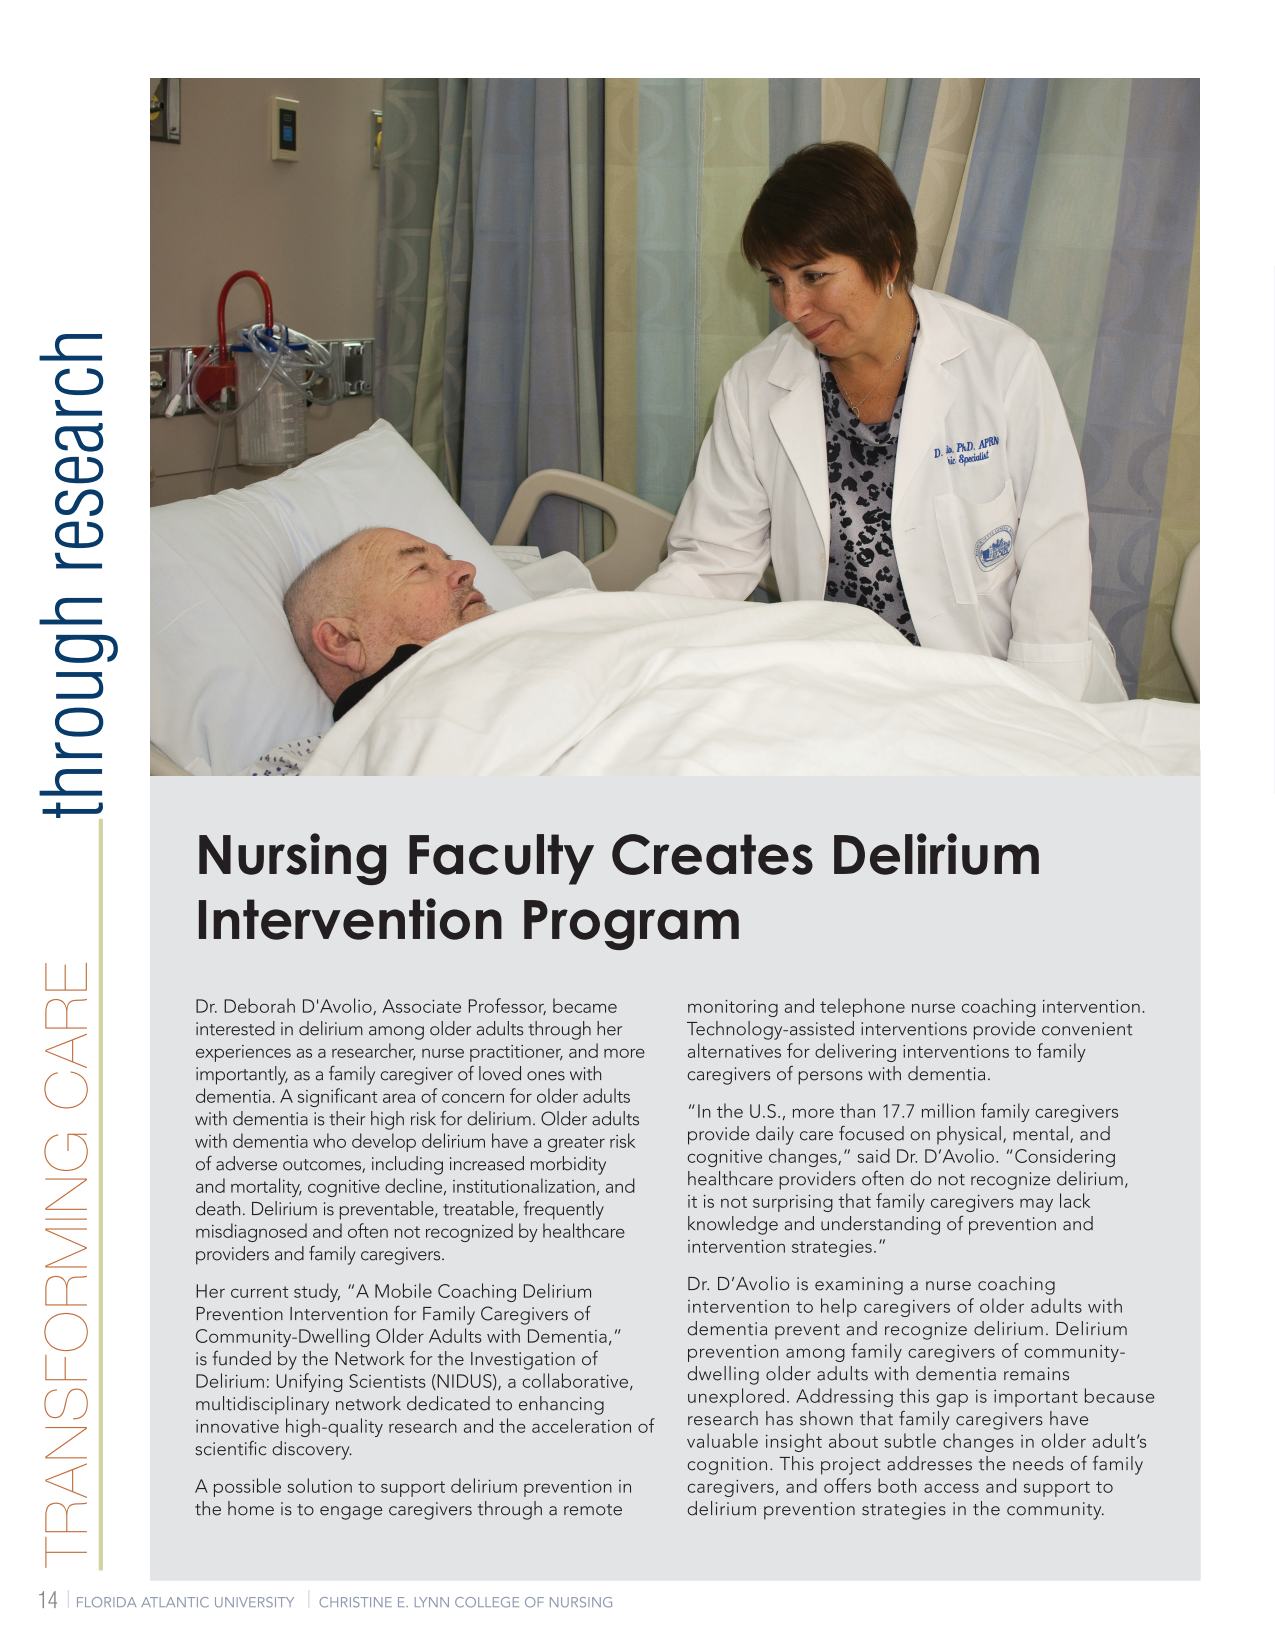 TRANSFORMING CARE
through research
D. io, PhD, APRN
ric Specialist
Nursing Faculty Creates Delirium
Intervention Program
Dr. Deborah D'Avolio, Associate Professor, became
interested in delirium among older adults through her
experiences as a researcher, nurse practitioner, and more
importantly, as a family caregiver of loved ones with
dementia. A significant area of concern for older adults
with dementia is their high risk for delirium. Older adults
with dementia who develop delirium have a greater risk
of adverse outcomes, including increased morbidity
and mortality, cognitive decline, institutionalization, and
death. Delirium is preventable, treatable, frequently
misdiagnosed and often not recognized by healthcare
providers and family caregivers.
Her current study, “A Mobile Coaching Delirium
Prevention Intervention for Family Caregivers of
Community-Dwelling Older Adults with Dementia,”
is funded by the Network for the Investigation of
Delirium: Unifying Scientists (NIDUS), a collaborative,
multidisciplinary network dedicated to enhancing
innovative high-quality research and the acceleration of
scientific discovery.
A possible solution to support delirium prevention in
the home is to engage caregivers through a remote
monitoring and telephone nurse coaching intervention.
Technology-assisted interventions provide convenient
alternatives for delivering interventions to family
caregivers of persons with dementia.
“In the U.S., more than 17.7 million family caregivers
provide daily care focused on physical, mental, and
cognitive changes,” said Dr. D’Avolio. “Considering
healthcare providers often do not recognize delirium,
it is not surprising that family caregivers may lack
knowledge and understanding of prevention and
intervention strategies.”
Dr. D’Avolio is examining a nurse coaching
intervention to help caregivers of older adults with
dementia prevent and recognize delirium. Delirium
prevention among family caregivers of community-
dwelling older adults with dementia remains
unexplored. Addressing this gap is important because
research has shown that family caregivers have
valuable insight about subtle changes in older adult’s
cognition. This project addresses the needs of family
caregivers, and offers both access and support to
delirium prevention strategies in the community.
14 | FLORIDA ATLANTIC UNIVERSITY | CHRISTINE E. LYNN COLLEGE OF NURSING